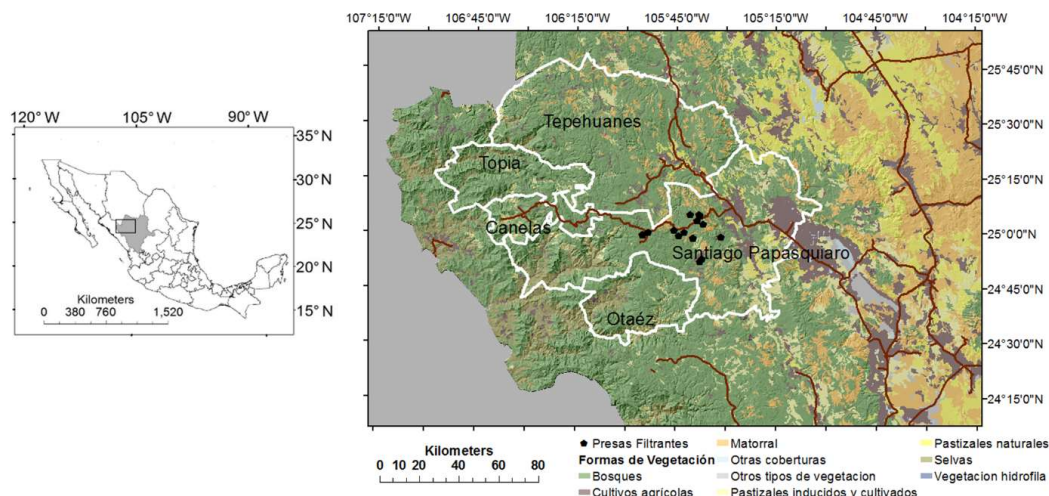 107°15'0"W 106°45'0"W 106°15'0"W 105°45'0"W 105°15'0"W 104°45'0"W 104°15'0"W
120°W 105°W 90°W
35°N
30°N
25°N
20°N
15°N
Kilometers
0 380 760 1,520
25°45'0"N
25°30'0"N
25°15'0"N
25°0'0"N
24°45'0"N
24°30'0"N
24°15'0"N
Tepehuanes
Topia
Canelas
Santiago Papasquiaro
Otaéz
Kilometers
0 10 20 40 60 80
Presas Filtrantes
Formas de Vegetación
Bosques
Cultivos agrícolas
Matorral
Otras coberturas
Otros tipos de vegetacion
Pastizales inducidos y cultivados
Pastizales naturales
Selvas
Vegetacion hidrofila